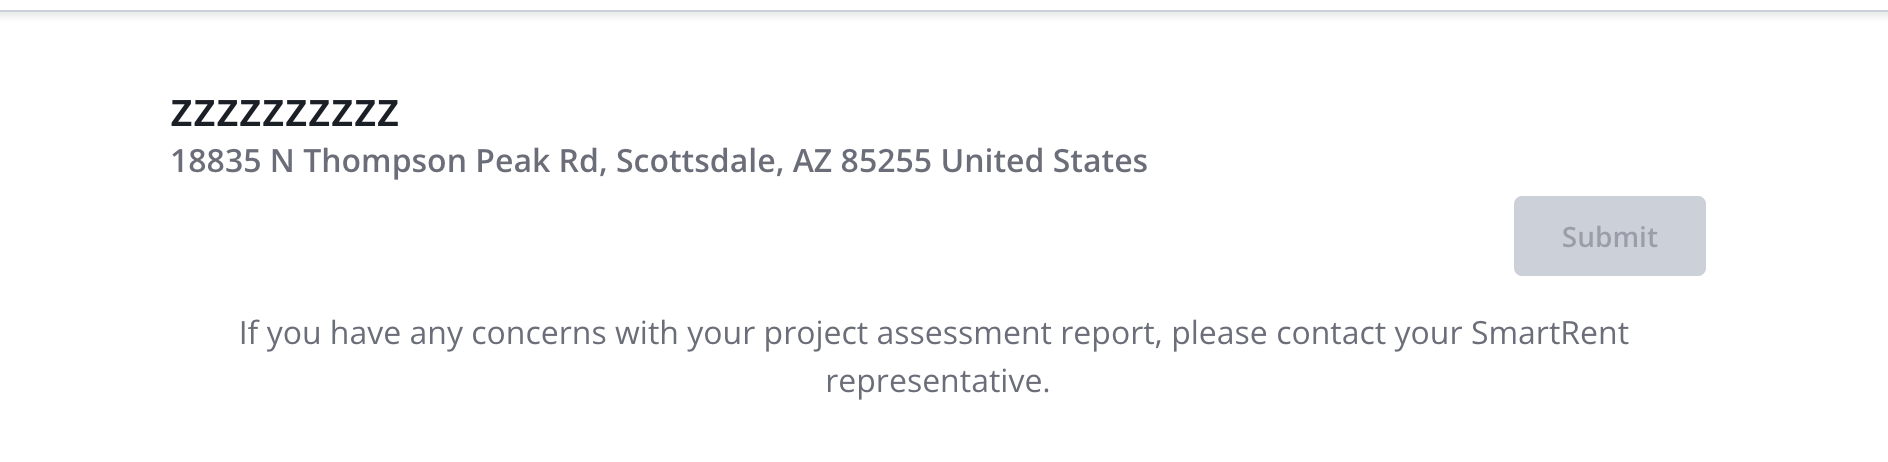 ZZZZZZZZZZ
18835 N Thompson Peak Rd, Scottsdale, AZ 85255 United States
Submit
If you have any concerns with your project assessment report, please contact your SmartRent
representative.